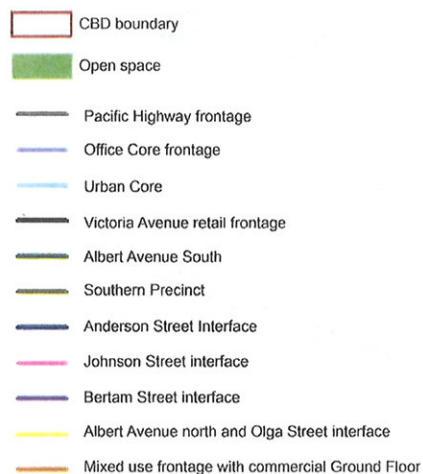 CBD boundary
Open space
Pacific Highway frontage
Office Core frontage
Urban Core
Victoria Avenue retail frontage
Albert Avenue South
Southern Precinct
Anderson Street Interface
Johnson Street interface
Bertam Street interface
Albert Avenue north and Olga Street interface
Mixed use frontage with commercial Ground Floor